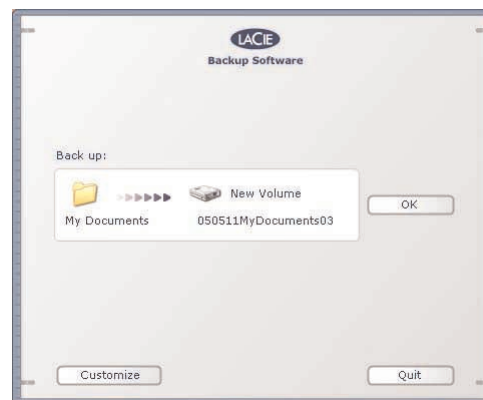 LACIE
Backup Software
Back up:
New Volume
My Documents 050511MyDocuments03
OK
Customize
Quit